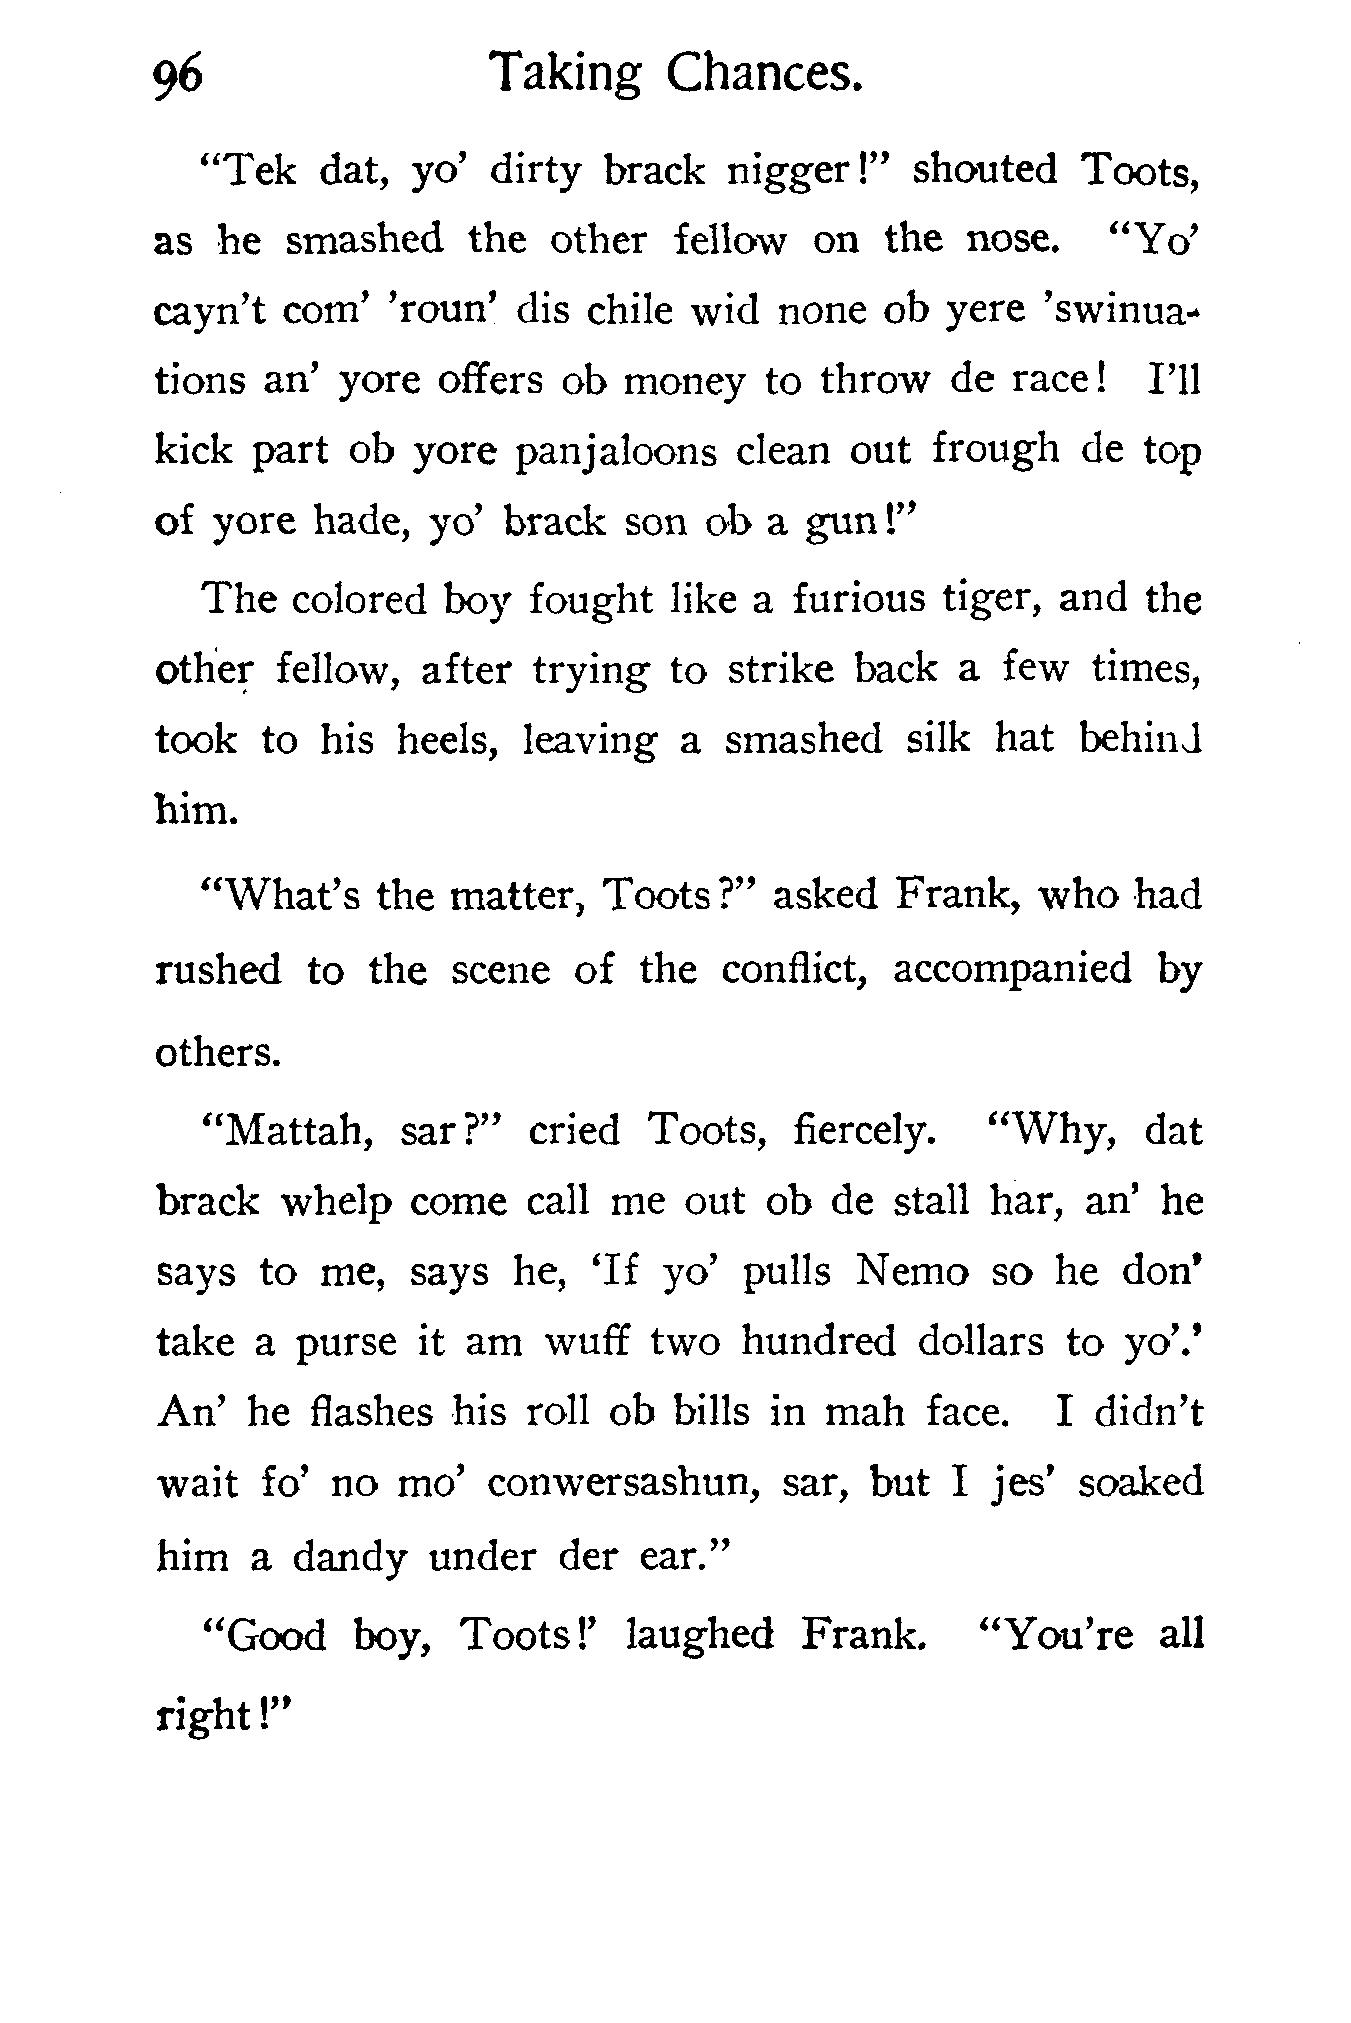 96 Taking Chances.
“Tek dat, yo’ dirty brack nigger!” shouted Toots,
as he smashed the other fellow on the nose. “Yo’
cayn’t com’ ’roun’ dis chile wid none ob yere ’swinua-
tions an’ yore offers ob money to throw de race! I’ll
kick part ob yore panjaloons clean out frough de top
of yore hade, yo’ brack son ob a gun!”
The colored boy fought like a furious tiger, and the
other fellow, after trying to strike back a few times,
took to his heels, leaving a smashed silk hat behind
him.
“What’s the matter, Toots?” asked Frank, who had
rushed to the scene of the conflict, accompanied by
others.
“Mattah, sar?” cried Toots, fiercely. “Why, dat
brack whelp come call me out ob de stall har, an’ he
says to me, says he, ‘If yo’ pulls Nemo so he don’
take a purse it am wuff two hundred dollars to yo’.’
An’ he flashes his roll ob bills in mah face. I didn’t
wait fo’ no mo’ conwersashun, sar, but I jes’ soaked
him a dandy under der ear.”
“Good boy, Toots!’ laughed Frank. “You’re all
right!”